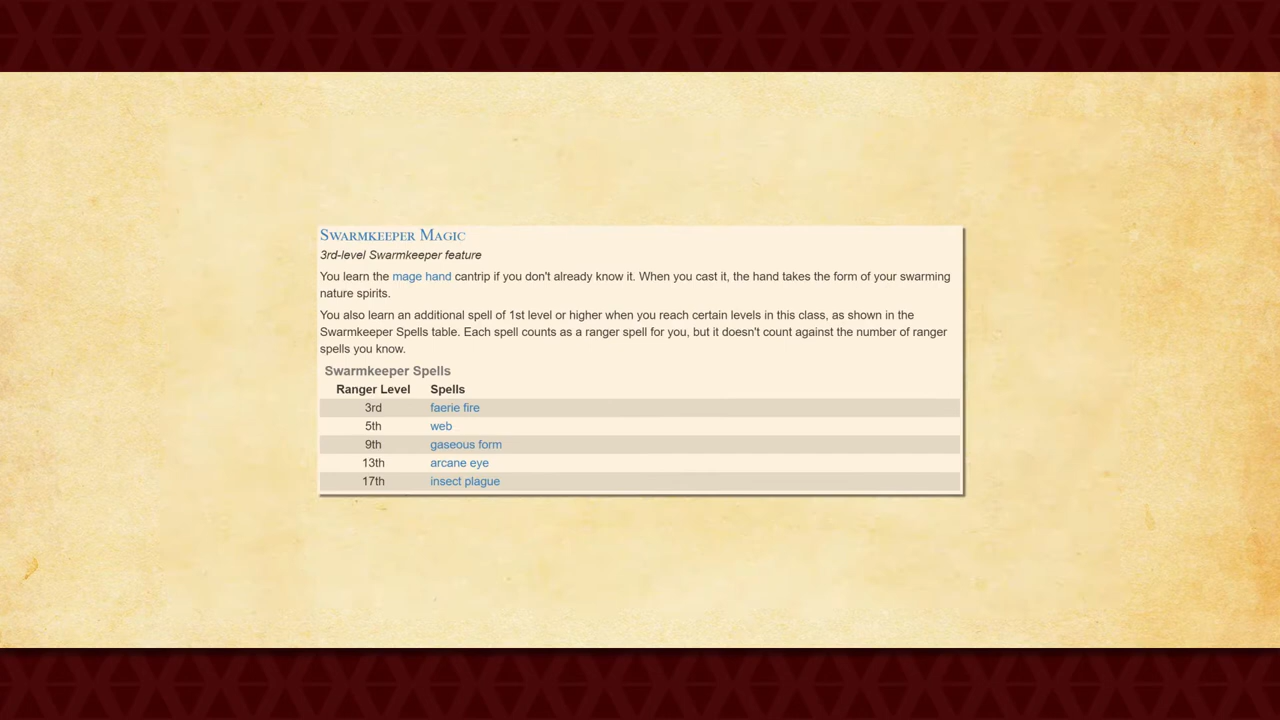 Swarmkeeper Magic
3rd-level Swarmkeeper feature
You learn the mage hand cantrip if you don't already know it. When you cast it, the hand takes the form of your swarming
nature spirits.
You also learn an additional spell of 1st level or higher when you reach certain levels in this class, as shown in the
Swarmkeeper Spells table. Each spell counts as a ranger spell for you, but it doesn't count against the number of ranger
spells you know.
Swarmkeeper Spells
Ranger Level Spells
3rd faerie fire
5th web
9th gaseous form
13th arcane eye
17th insect plague